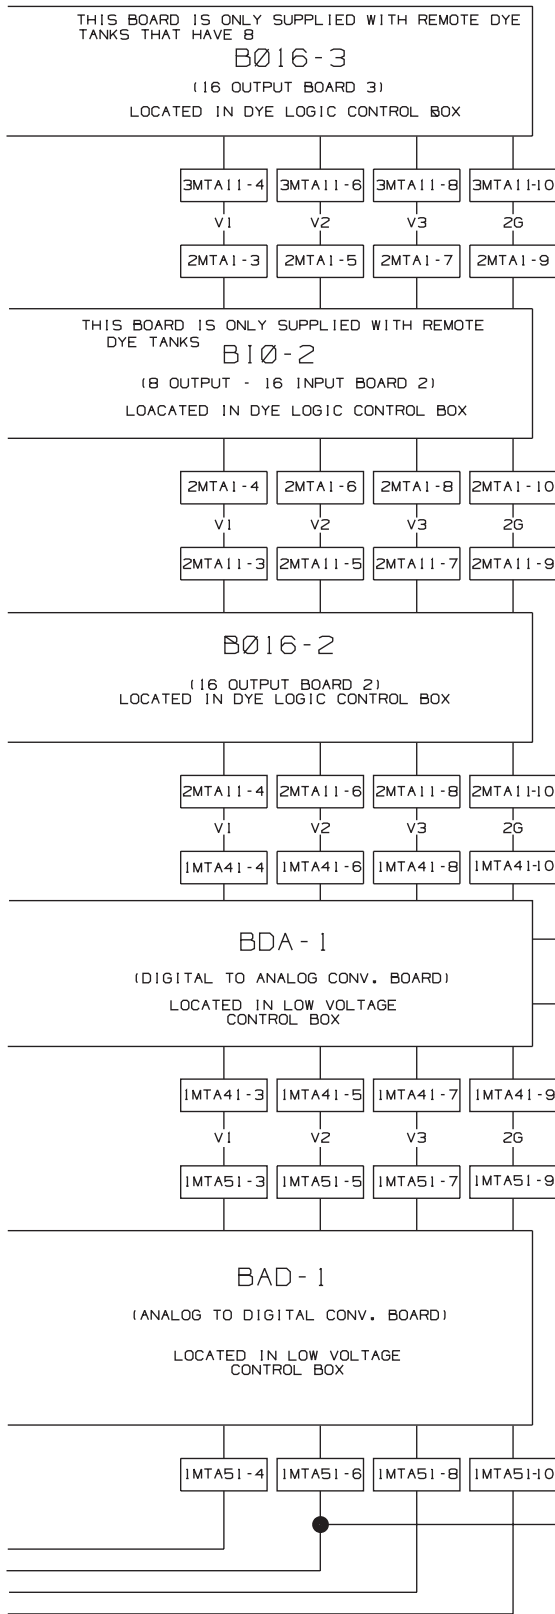 THIS BOARD IS ONLY SUPPLIED WITH REMOTE DYE
TANKS THAT HAVE 8
BØ16-3
(16 OUTPUT BOARD 3)
LOCATED IN DYE LOGIC CONTROL BOX
3MTA11-4 3MTA11-6 3MTA11-8 3MTA11-10
V1 V2 V3 2G
2MTA1-3 2MTA1-5 2MTA1-7 2MTA1-9
THIS BOARD IS ONLY SUPPLIED WITH REMOTE
DYE TANKS
BIØ-2
(8 OUTPUT - 16 INPUT BOARD 2)
LOACATED IN DYE LOGIC CONTROL BOX
2MTA1-4 2MTA1-6 2MTA1-8 2MTA1-10
V1 V2 V3 2G
2MTA11-3 2MTA11-5 2MTA11-7 2MTA11-9
BØ16-2
(16 OUTPUT BOARD 2)
LOCATED IN DYE LOGIC CONTROL BOX
2MTA11-4 2MTA11-6 2MTA11-8 2MTA11-10
V1 V2 V3 2G
1MTA41-4 1MTA41-6 1MTA41-8 1MTA41-10
BDA-1
(DIGITAL TO ANALOG CONV. BOARD)
LOCATED IN LOW VOLTAGE
CONTROL BOX
1MTA41-3 1MTA41-5 1MTA41-7 1MTA41-9
V1 V2 V3 2G
1MTA51-3 1MTA51-5 1MTA51-7 1MTA51-9
BAD-1
(ANALOG TO DIGITAL CONV. BOARD)
LOCATED IN LOW VOLTAGE
CONTROL BOX
1MTA51-4 1MTA51-6 1MTA51-8 1MTA51-10